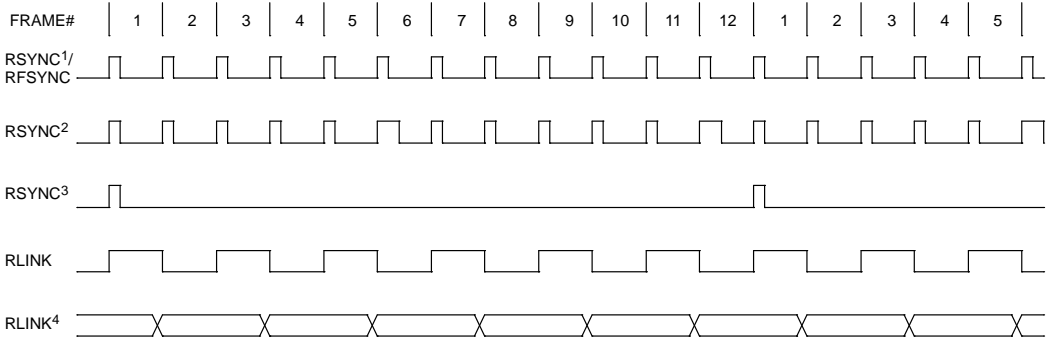 FRAME# 1 2 3 4 5 6 7 8 9 10 11 12 1 2 3 4 5
RSYNC1/
RFSYNC
RSYNC2
RSYNC3
RLINK
RLINK4